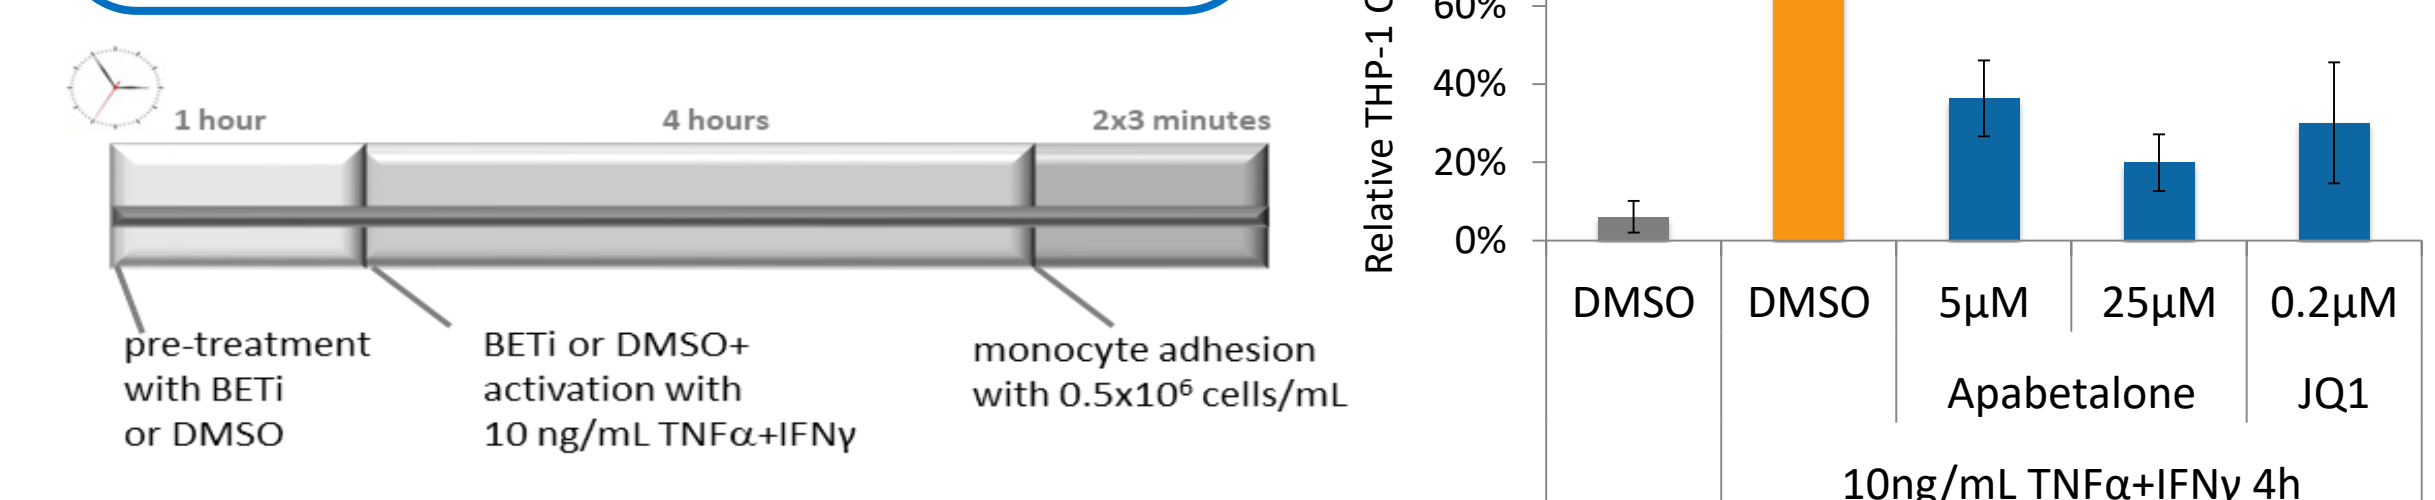 1 hour
4 hours
2x3 minutes
pre-treatment
with BETi
or DMSO
BETi or DMSO+
activation with
10 ng/mL TNFα+IFNγ
monocyte adhesion
with 0.5x10⁶ cells/mL
Relative THP-1
60%
40%
20%
0%
DMSO DMSO 5µM 25µM 0.2µM
Apabetalone JQ1
10ng/mL TNFα+IFNγ 4h